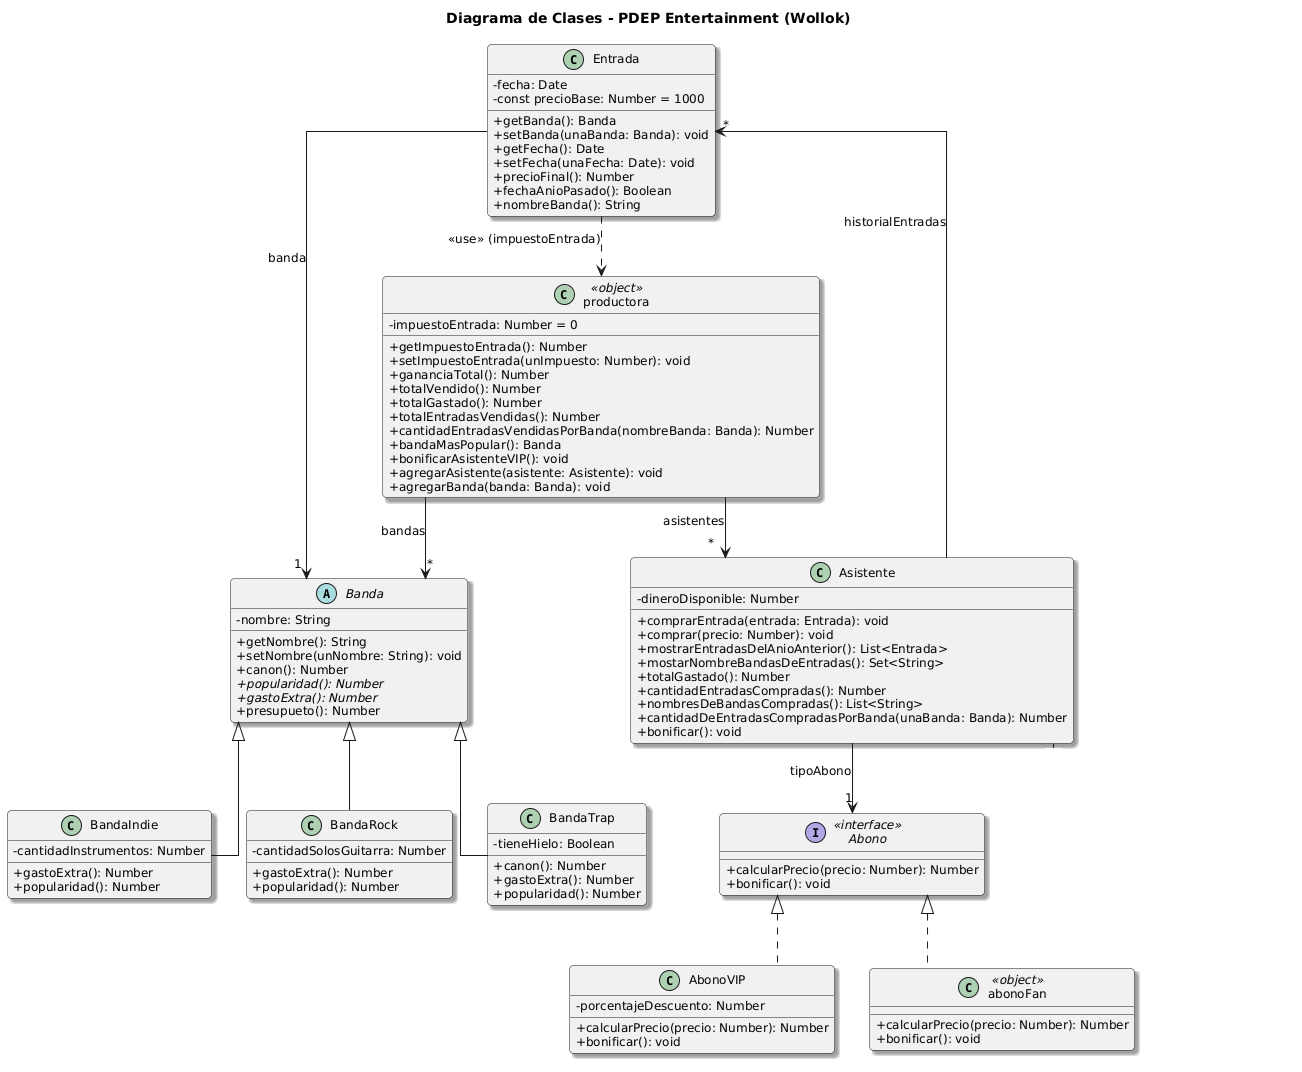 Diagrama de Clases - PDEP Entertainment (Wollok)
C Entrada
-fecha: Date
-const precioBase: Number = 1000
+getBanda(): Banda
+setBanda(unaBanda: Banda): void
+getFecha(): Date
+setFecha(unaFecha: Date): void
+precioFinal(): Number
+fechaAnioPasado(): Boolean
+nombreBanda(): String
*
historialEntradas
«use» (impuestoEntrada)
banda
C «object»
productora
-impuestoEntrada: Number = 0
+getImpuestoEntrada(): Number
+setImpuestoEntrada(unImpuesto: Number): void
+gananciaTotal(): Number
+totalVendido(): Number
+totalGastado(): Number
+totalEntradasVendidas(): Number
+cantidadEntradasVendidasPorBanda(nombreBanda: Banda): Number
+bandaMasPopular(): Banda
+bonificarAsistenteVIP(): void
+agregarAsistente(asistente: Asistente): void
+agregarBanda(banda: Banda): void
bandas
asistentes
1
*
*
A Banda
-nombre: String
+getNombre(): String
+setNombre(unNombre: String): void
+canon(): Number
+popularidad(): Number
+gastoExtra(): Number
+presupueto(): Number
C Asistente
-dineroDisponible: Number
+comprarEntrada(entrada: Entrada): void
+comprar(precio: Number): void
+mostrarEntradasDelAnioAnterior(): List<Entrada>
+mostarNombreBandasDeEntradas(): Set<String>
+totalGastado(): Number
+cantidadEntradasCompradas(): Number
+nombresDeBandasCompradas(): List<String>
+cantidadDeEntradasCompradasPorBanda(unaBanda: Banda): Number
+bonificar(): void
tipoAbono
1
C BandaIndie
-cantidadInstrumentos: Number
+gastoExtra(): Number
+popularidad(): Number
C BandaRock
-cantidadSolosGuitarra: Number
+gastoExtra(): Number
+popularidad(): Number
C BandaTrap
-tieneHielo: Boolean
+canon(): Number
+gastoExtra(): Number
+popularidad(): Number
I «interface»
Abono
+calcularPrecio(precio: Number): Number
+bonificar(): void
C AbonoVIP
-porcentajeDescuento: Number
+calcularPrecio(precio: Number): Number
+bonificar(): void
C «object»
abonoFan
+calcularPrecio(precio: Number): Number
+bonificar(): void